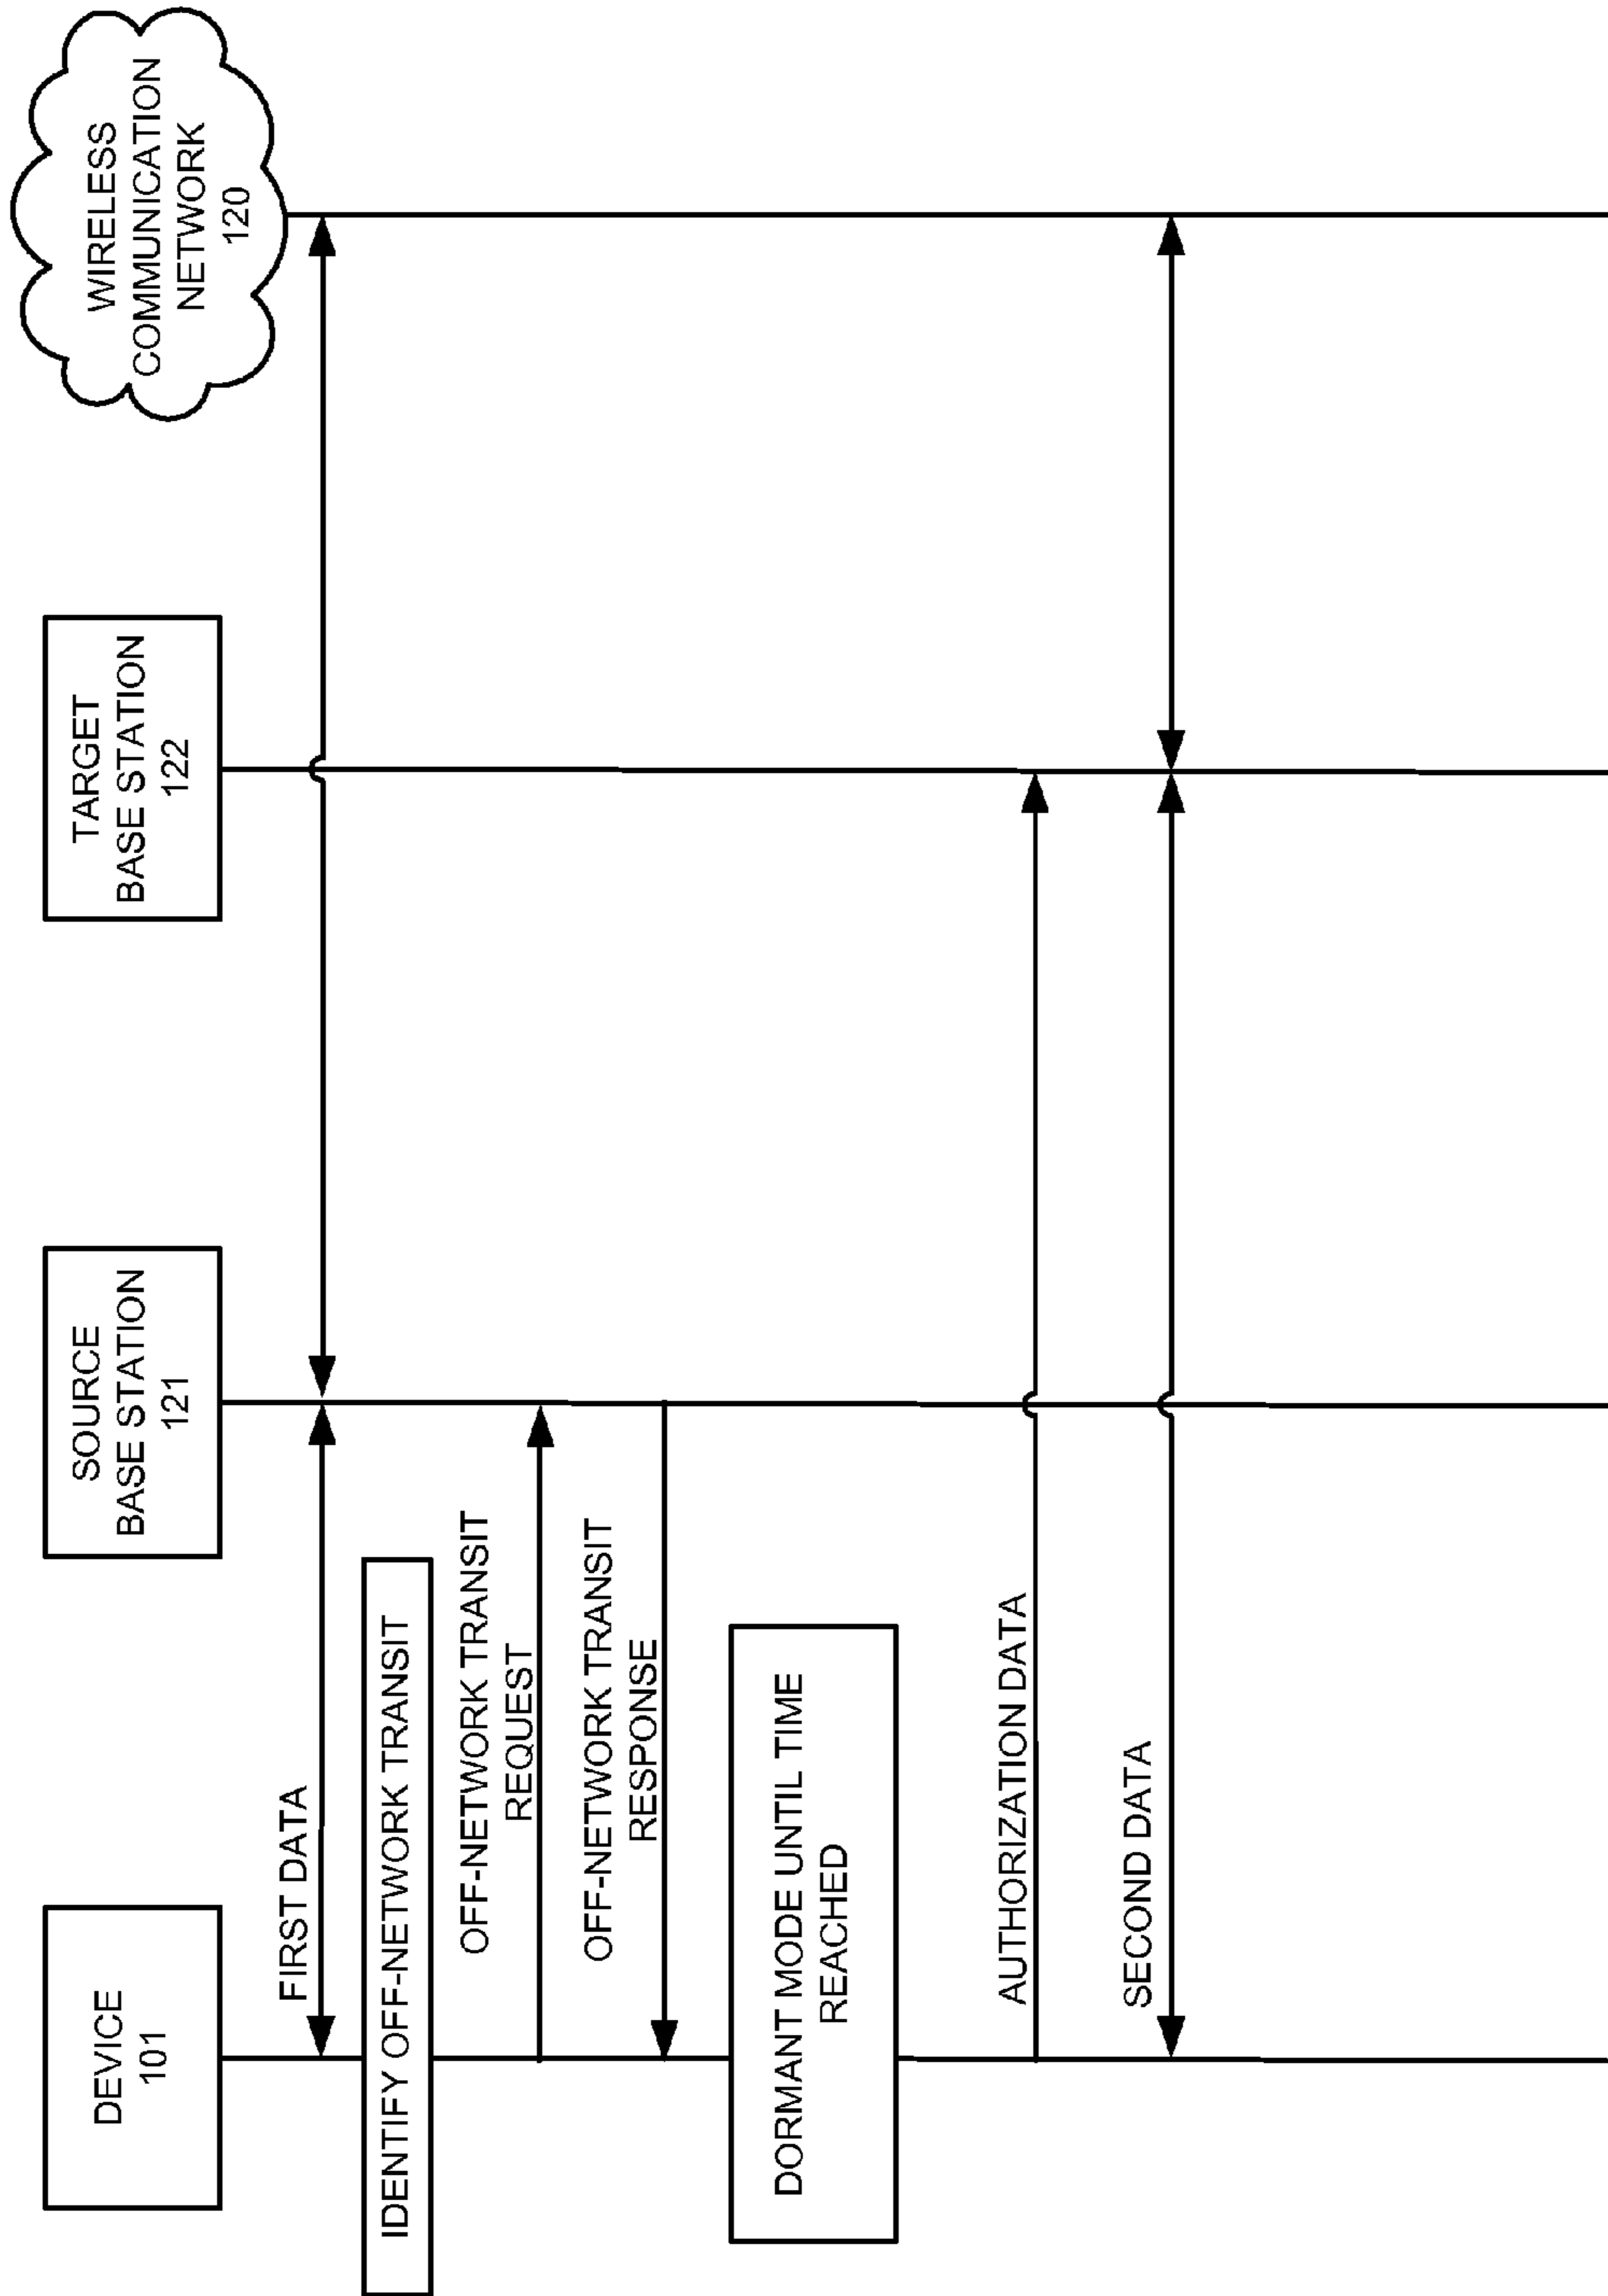 DEVICE
101
SOURCE
BASE STATION
121
TARGET
BASE STATION
122
WIRELESS
COMMUNICATION
NETWORK
120
FIRST DATA
IDENTIFY OFF-NETWORK TRANSIT
OFF-NETWORK TRANSIT
REQUEST
OFF-NETWORK TRANSIT
RESPONSE
DORMANT MODE UNTIL TIME
REACHED
AUTHORIZATION DATA
SECOND DATA